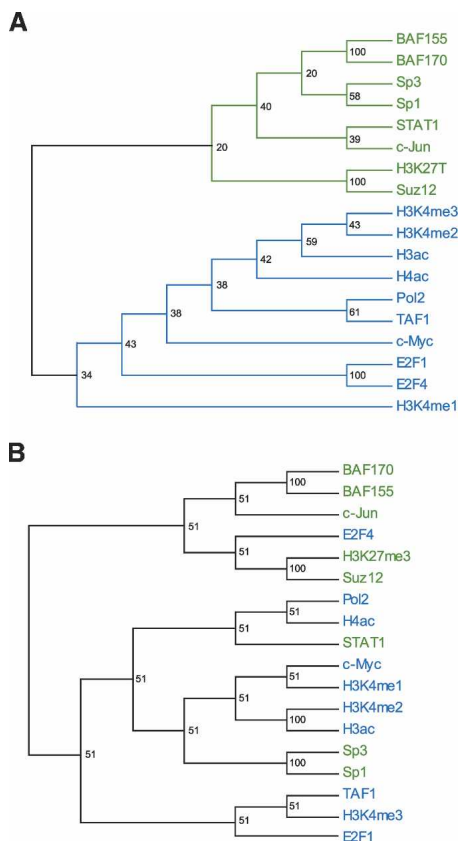 A
BAF155
100
BAF170
20
Sp3
58
Sp1
40
STAT1
39
c-Jun
20
H3K27T
100
Suz12
H3K4me3
43
H3K4me2
59
H3ac
42
H4ac
38
Pol2
61
TAF1
38
c-Myc
43
E2F1
100
E2F4
34
H3K4me1
B
BAF170
100
BAF155
51
c-Jun
51
E2F4
51
H3K27me3
100
Suz12
Pol2
51
H4ac
51
STAT1
51
c-Myc
51
H3K4me1
51
H3K4me2
100
H3ac
51
Sp3
100
Sp1
51
TAF1
51
H3K4me3
51
E2F1